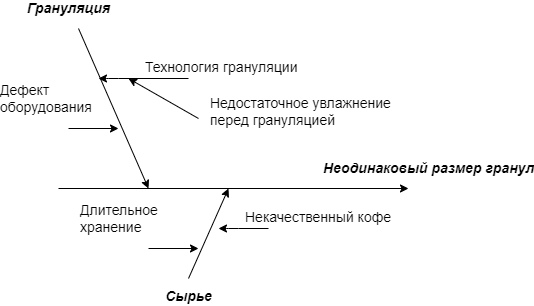 Грануляция
Технология грануляции
Дефект
оборудования
Недостаточное увлажнение
перед грануляцией
Неодинаковый размер гранул
Длительное
хранение
Некачественный кофе
Сырье